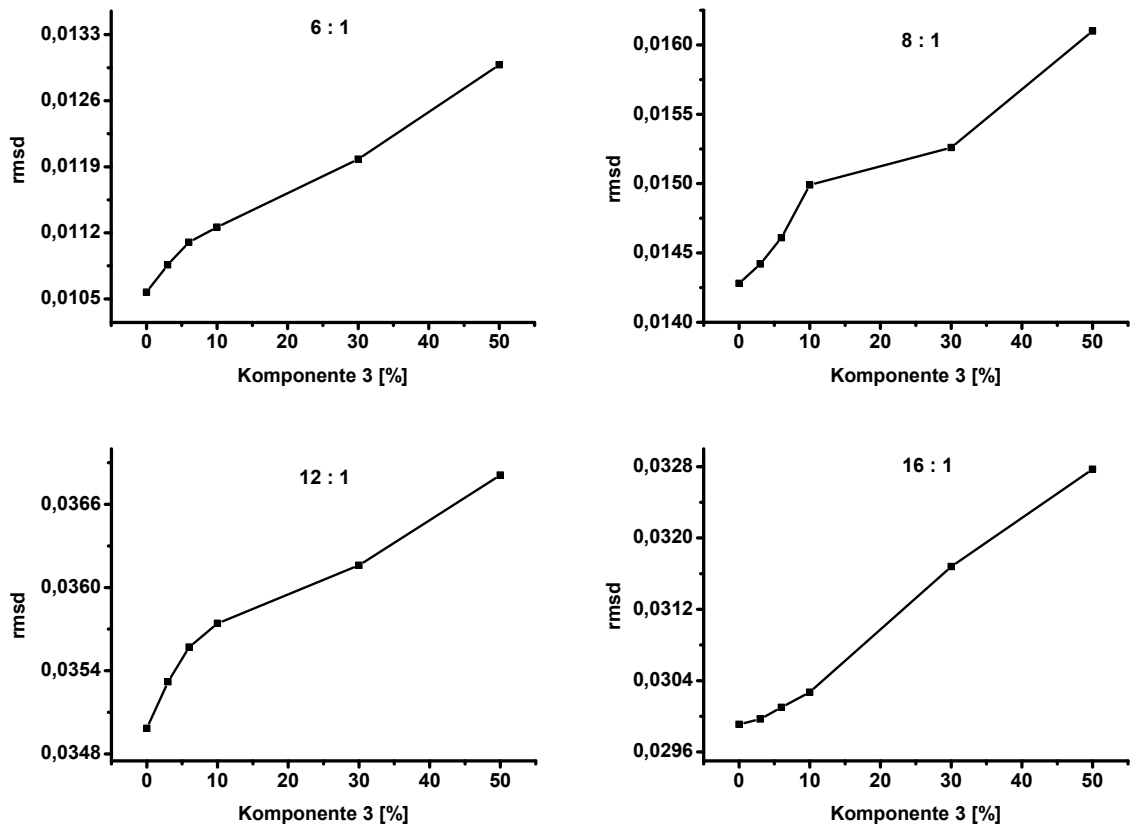 6 : 1
0,0133
0,0126
0,0119
0,0112
0,0105
rmsd
0 10 20 30 40 50
Komponente 3 [%]
8 : 1
0,0160
0,0155
0,0150
0,0145
0,0140
rmsd
0 10 20 30 40 50
Komponente 3 [%]
12 : 1
0,0366
0,0360
0,0354
0,0348
rmsd
0 10 20 30 40 50
Komponente 3 [%]
16 : 1
0,0328
0,0320
0,0312
0,0304
0,0296
rmsd
0 10 20 30 40 50
Komponente 3 [%]